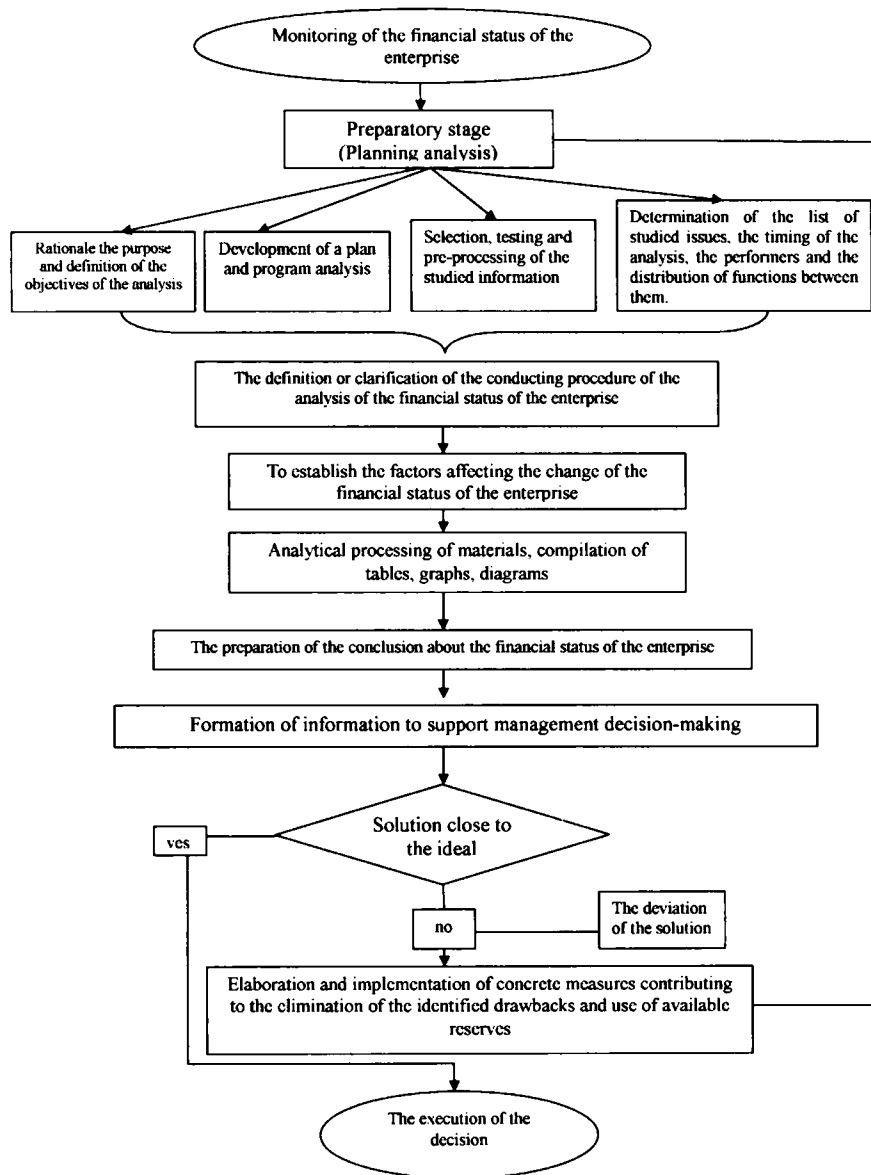 Monitoring of the financial status of the
enterprise
Preparatory stage
(Planning analysis)
Rationale the purpose
and definition of the
objectives of the analysis
Development of a plan
and program analysis
Selection, testing and
pre-processing of the
studied information
Determination of the list of
studied issues, the timing of the
analysis, the performers and the
distribution of functions between
them.
The definition or clarification of the conducting procedure of the
analysis of the financial status of the enterprise
To establish the factors affecting the change of the
financial status of the enterprise
Analytical processing of materials, compilation of
tables, graphs, diagrams
The preparation of the conclusion about the financial status of the enterprise
Formation of information to support management decision-making
Solution close to
the ideal
yes
no
The deviation
of the solution
Elaboration and implementation of concrete measures contributing
to the elimination of the identified drawbacks and use of available
reserves
The execution of the
decision